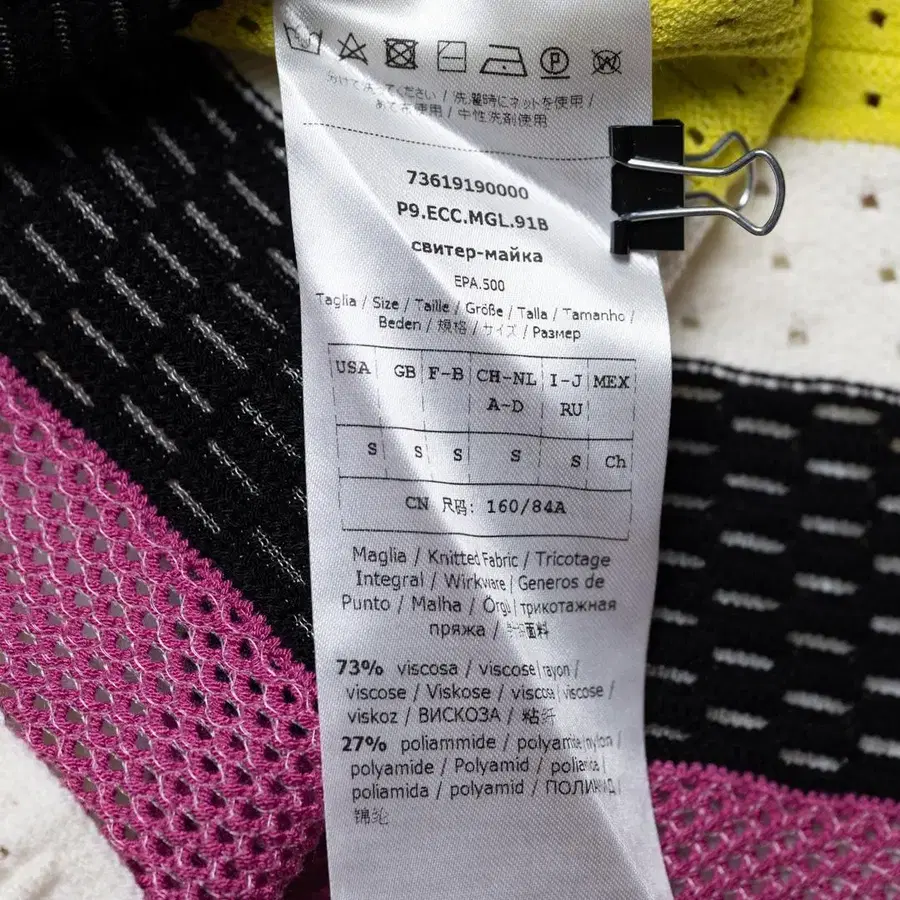 分けて洗ってください / 洗濯時にネットを使用 /
あて布使用 / 中性洗剤使用
73619190000
P9.ECC.MGL.91B
свитер-майка
EPA.500
Taglia / Size / Taille / Größe / Talla / Tamanho /
Beden / 規格 / サイズ / Размер
USA GB F-B CH-NL I-J MEX
A-D RU
S S S S S Ch
CN 尺码: 160/84A
Maglia / Knitted Fabric / Tricotage
Integral / Wirkware / Generos de
Punto / Malha / Örgü трикотажная
пряжа / 面料
73% viscosa / viscose rayon /
viscose / Viskose / viscosa viscose /
viskoz / ВИСКОЗА / 粘纤
27% poliammide / polyamide nylon /
polyamide / Polyamid /
poliamida / polyamid / ПОЛИАМИД
锦纶